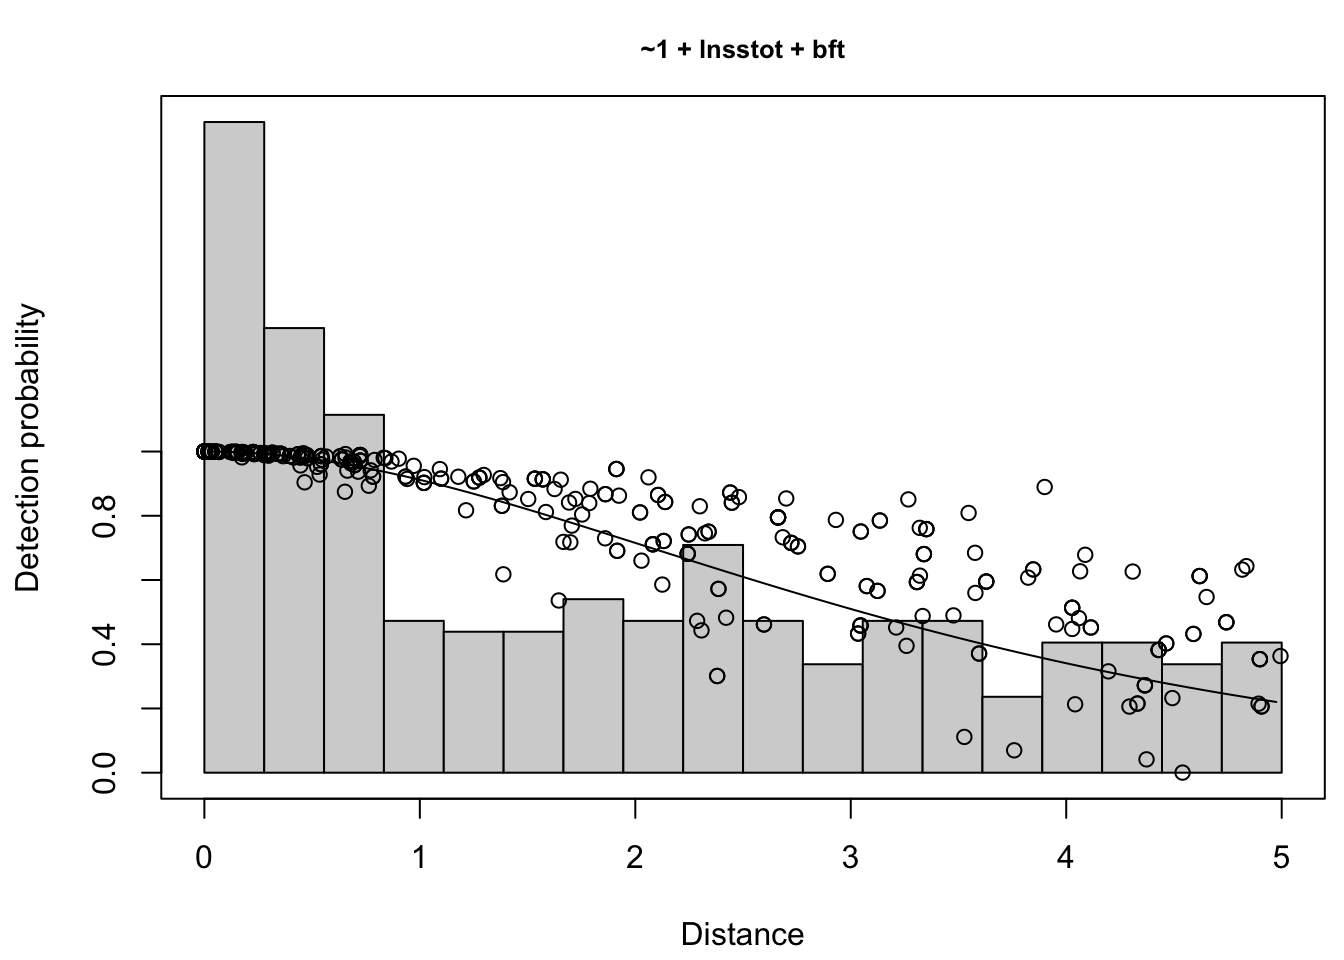 ~1 + lnsstot + bft
Detection probability
0.8
0.4
0.0
0 1 2 3 4 5
Distance